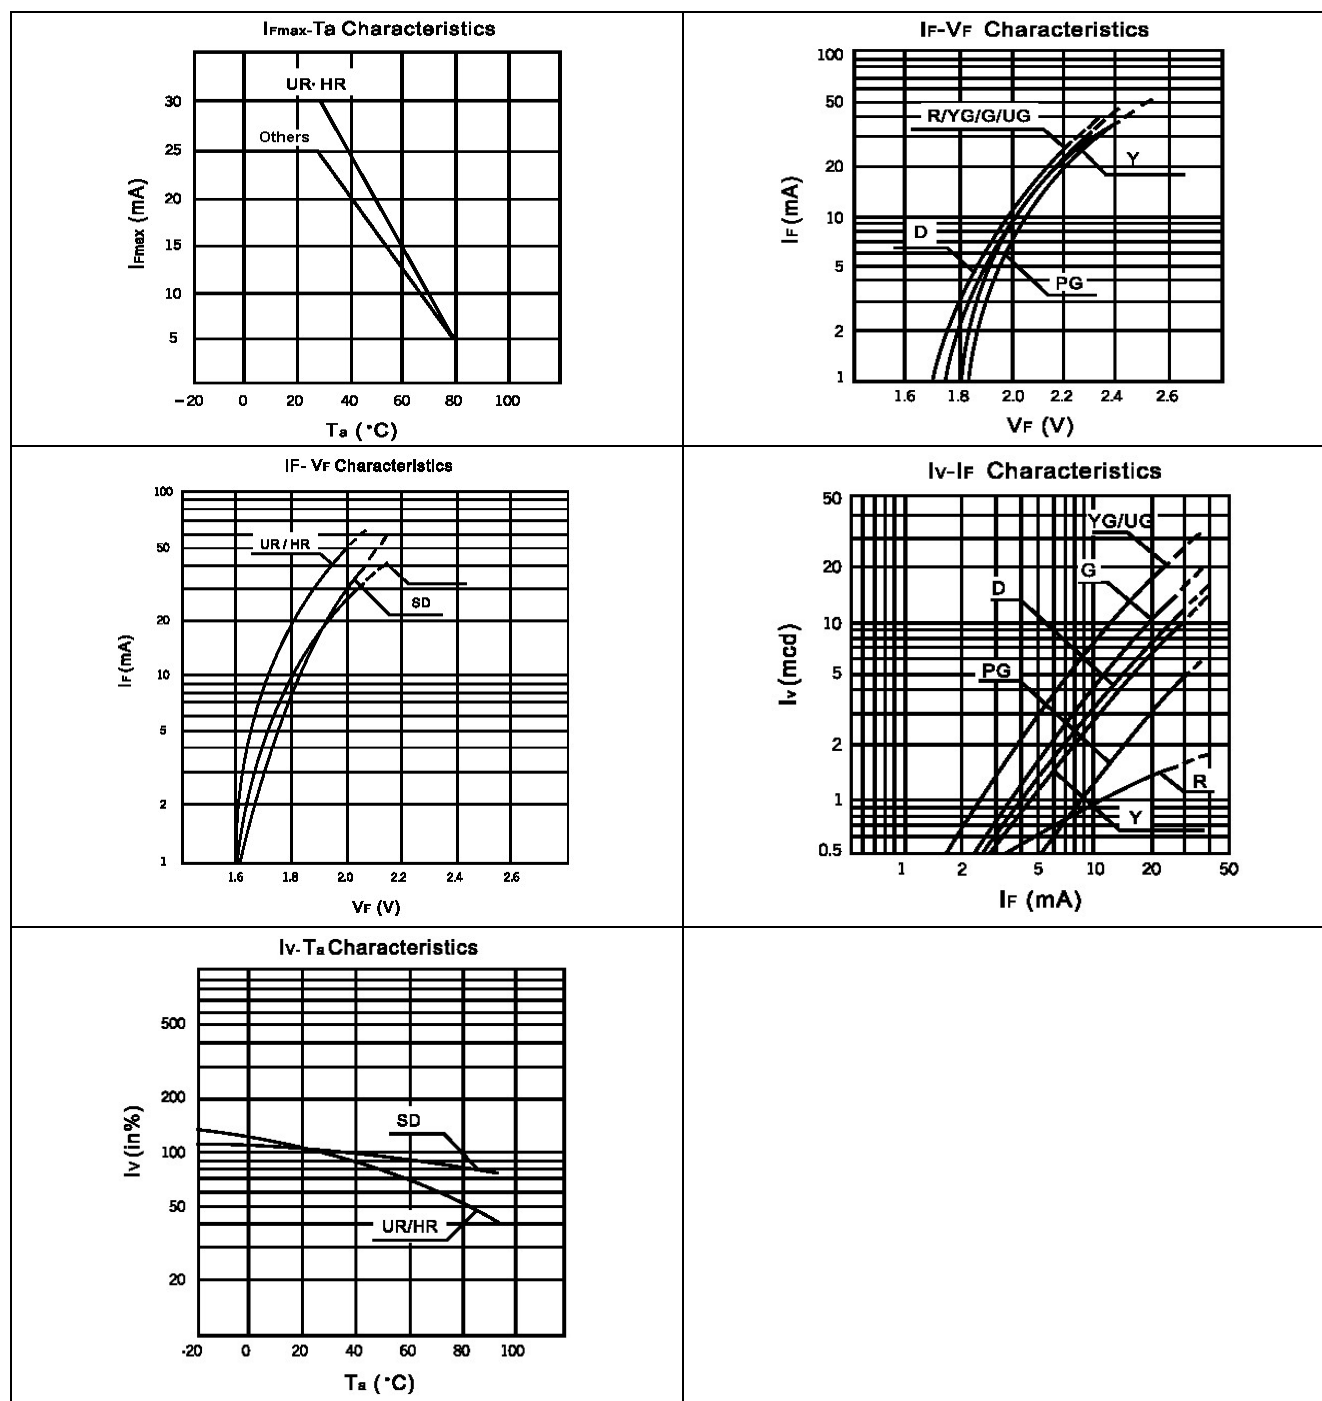 IFmax-Ta Characteristics
UR· HR
30
Others
25
20
15
10
5
IFmax (mA)
-20 0 20 40 60 80 100
Ta (°C)
IF-VF Characteristics
100
50
R/YG/G/UG
Y
20
10
D
5
PG
2
1
IF (mA)
1.6 1.8 2.0 2.2 2.4 2.6
VF (V)
IF- VF Characteristics
100
50
UR/HR
SD
20
10
5
2
1
IF (mA)
1.6 1.8 2.0 2.2 2.4 2.6
VF (V)
Iv-IF Characteristics
50
YG/UG
20
G
D
10
PG
5
2
R
1
Y
0.5
Iv (mcd)
1 2 5 10 20 50
IF (mA)
Iv-Ta Characteristics
500
200
SD
100
50
UR/HR
20
Iv (in%)
-20 0 20 40 60 80 100
Ta (°C)